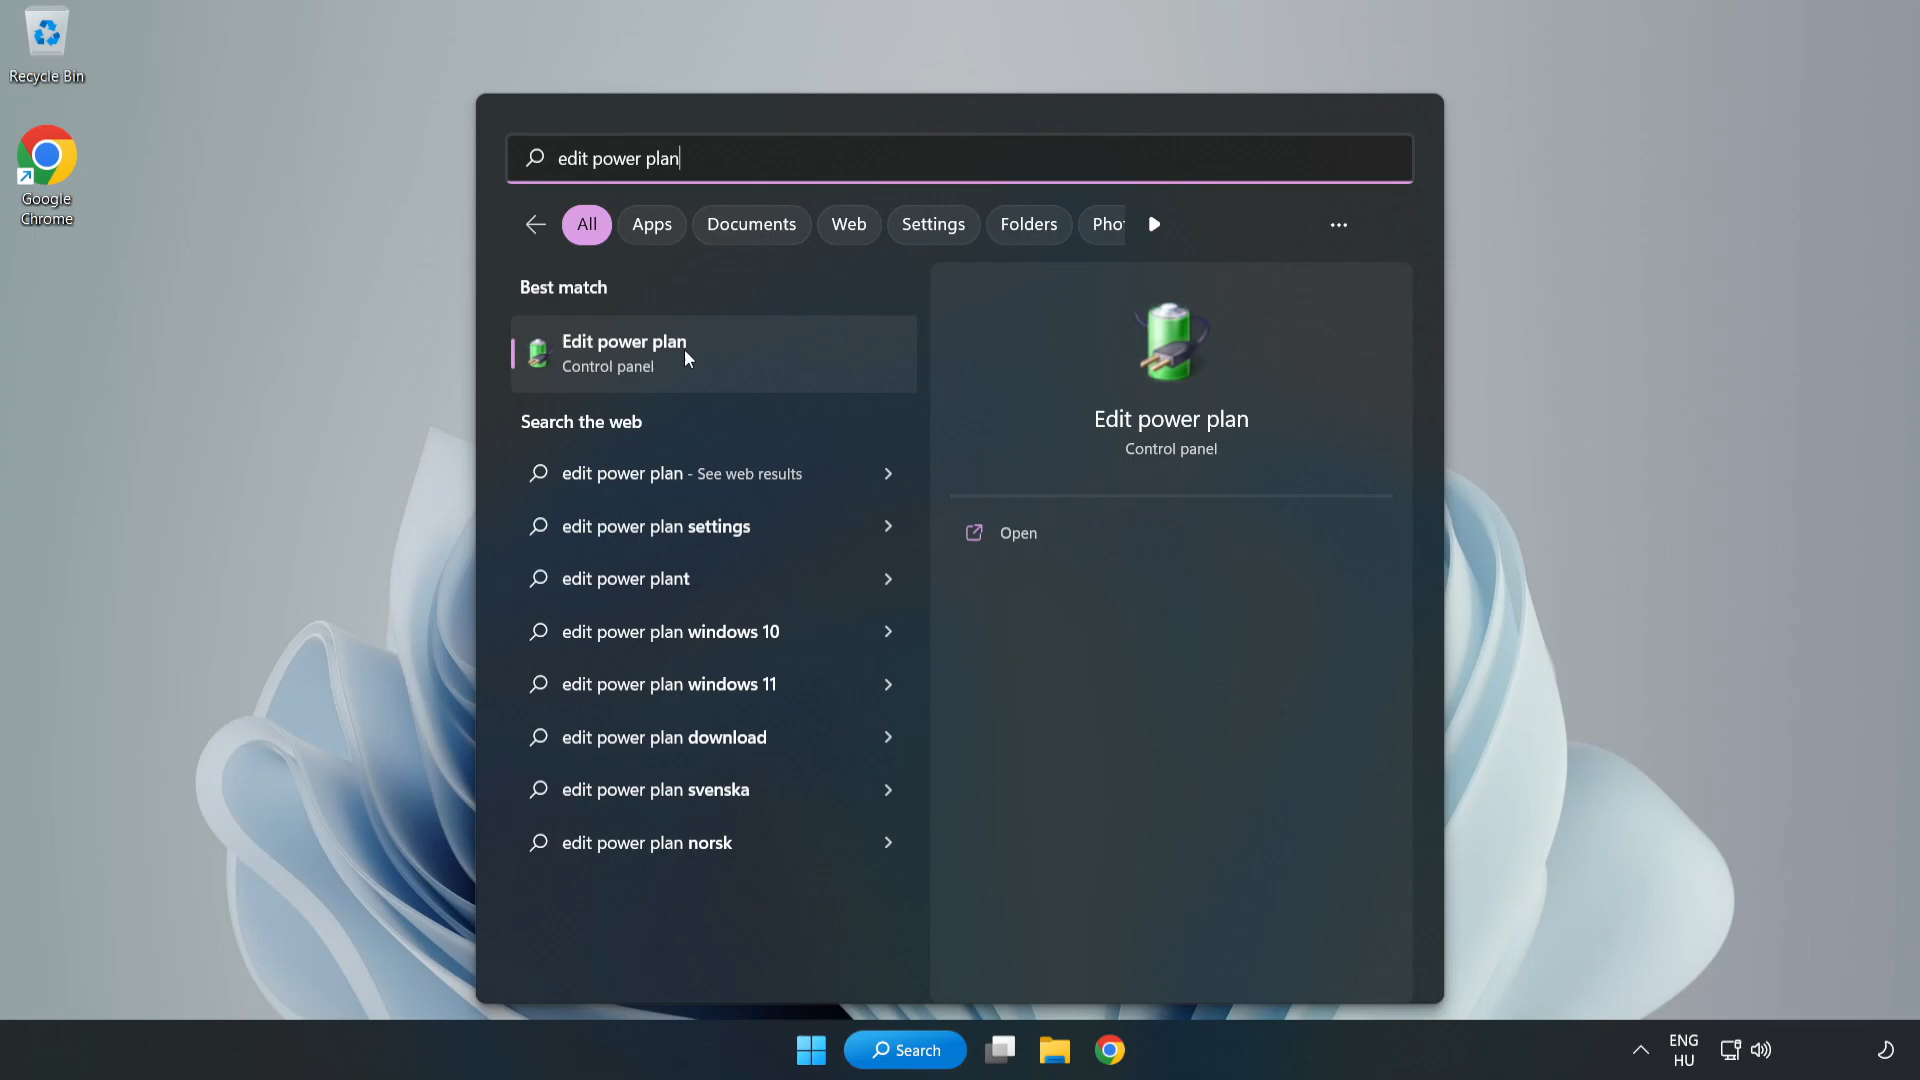 Recycle Bin
Google
Chrome
edit power plan
All Apps Documents Web Settings Folders Pho
Best match
Edit power plan
Control panel
Search the web
edit power plan - See web results
edit power plan settings
edit power plant
edit power plan windows 10
edit power plan windows 11
edit power plan download
edit power plan svenska
edit power plan norsk
Edit power plan
Control panel
Open
Search
ENG
HU